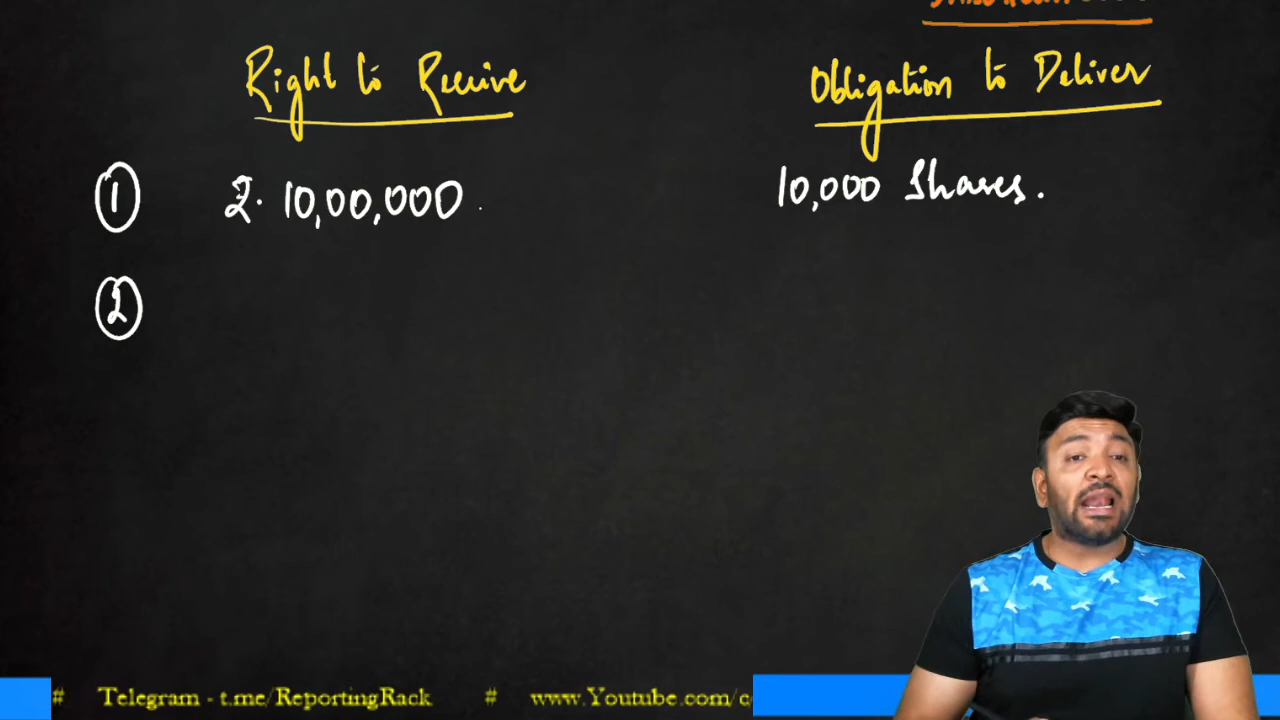 Right to Receive
Obligation to Deliver
① ₹. 10,00,000
10,000 Shares.
②
# Telegram - t.me/ReportingRack # www.Youtube.com/c